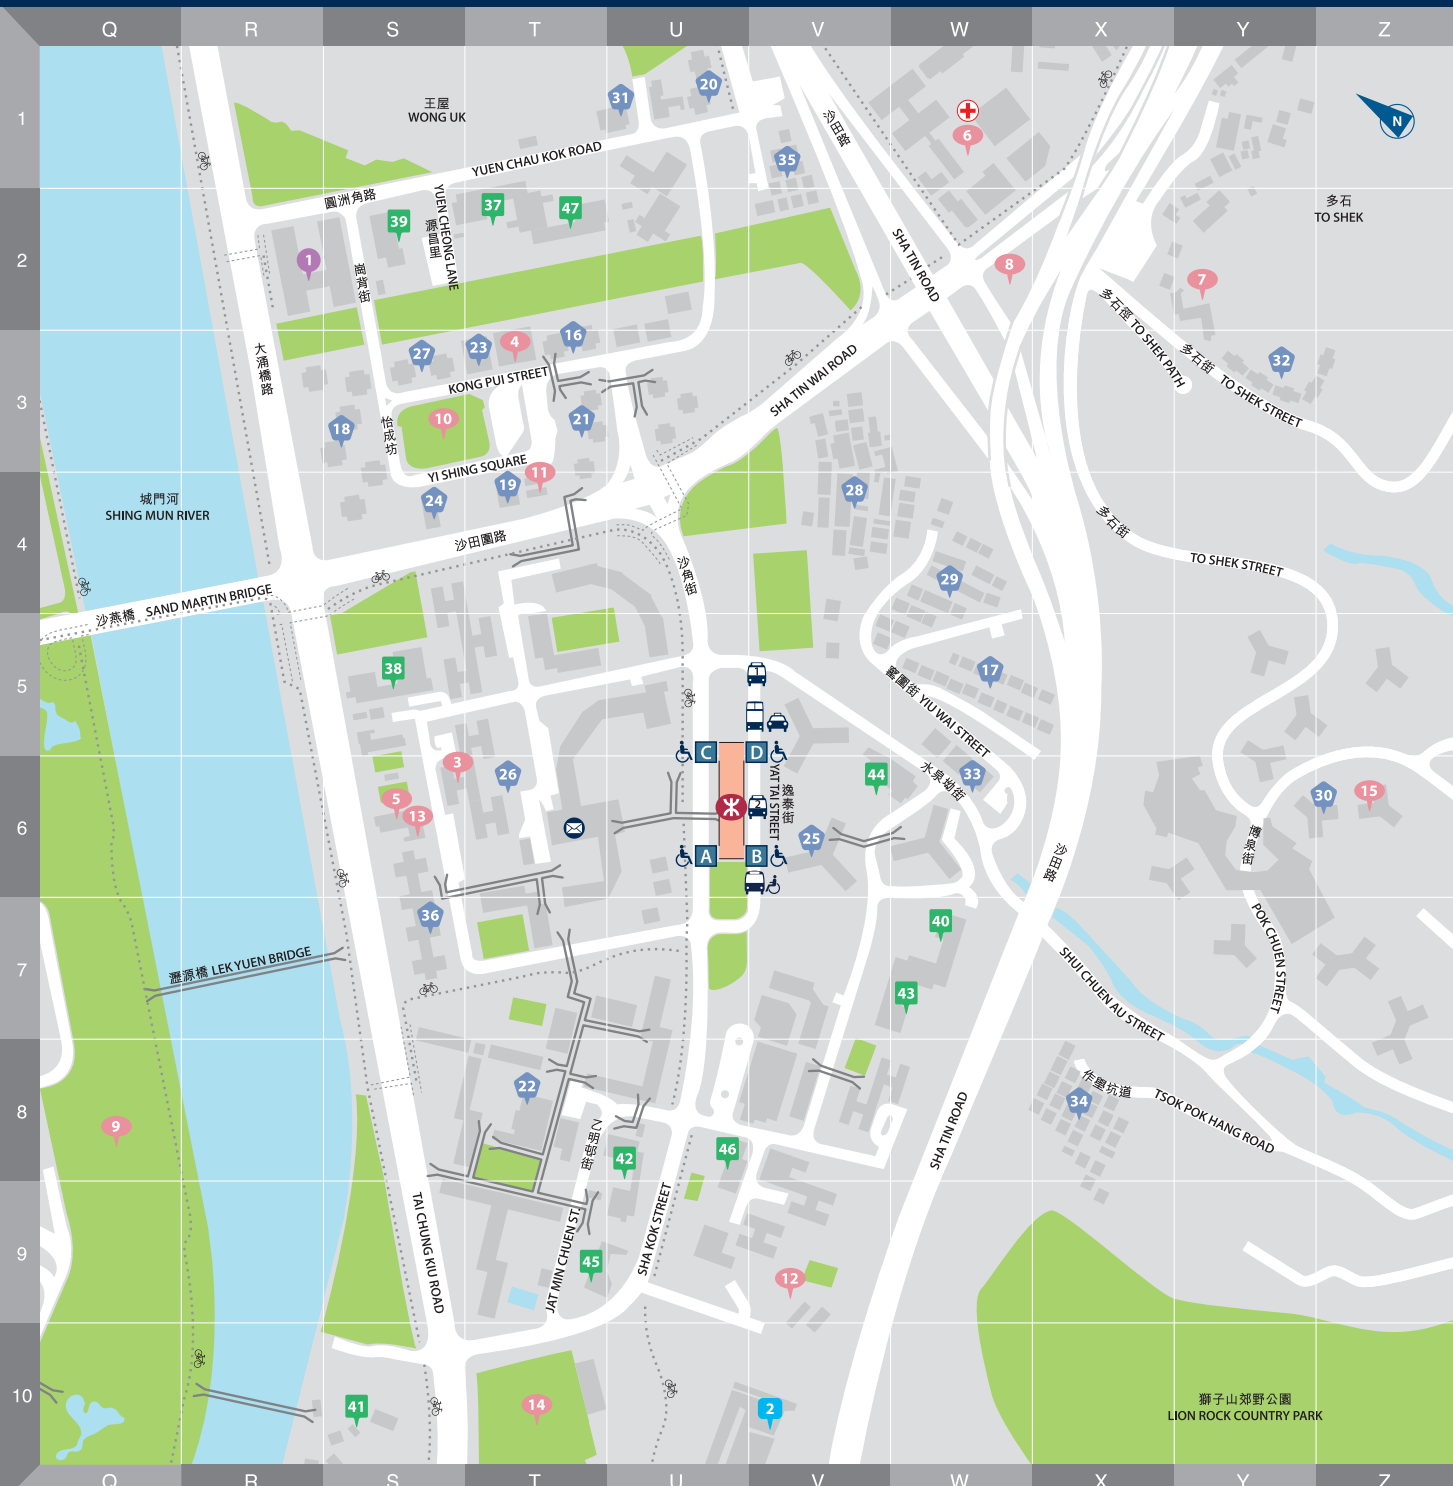 Q R S T U V W X Y Z
1
2
3
4
5
6
7
8
9
10
王屋
WONG UK
31
20
沙田路
6
N
35
YUEN CHAU KOK ROAD
圓洲角路
39
YUEN CHEONG LANE
源昌里
37
47
多石
TO SHEK
1
崗背街
SHA TIN ROAD
8
7
多石徑 TO SHEK PATH
多石街 TO SHEK STREET
32
大涌橋路
27
23
4
16
KONG PUI STREET
SHA TIN WAI ROAD
18
怡成坊
10
21
YI SHING SQUARE
11
19
24
28
城門河
SHING MUN RIVER
沙田圍路
多石街
TO SHEK STREET
沙角街
29
沙燕橋 SAND MARTIN BRIDGE
38
1
17
窰圍街 YIU WAI STREET
C
D
3
26
YAT TAI STREET
逸泰街
44
水泉坳街
33
30
15
5
13
2
25
博泉街
沙田路
A
B
36
40
POK CHUEN STREET
瀝源橋 LEK YUEN BRIDGE
43
SHUI CHUEN AU STREET
22
34
作壆坑道
TSOK POK HANG ROAD
9
乙明邨街
42
46
SHA TIN ROAD
TAI CHUNG KIU ROAD
JAT MIN CHUEN ST.
45
SHA KOK STREET
12
41
14
2
獅子山郊野公園
LION ROCK COUNTRY PARK
Q R S T U V W X Y Z